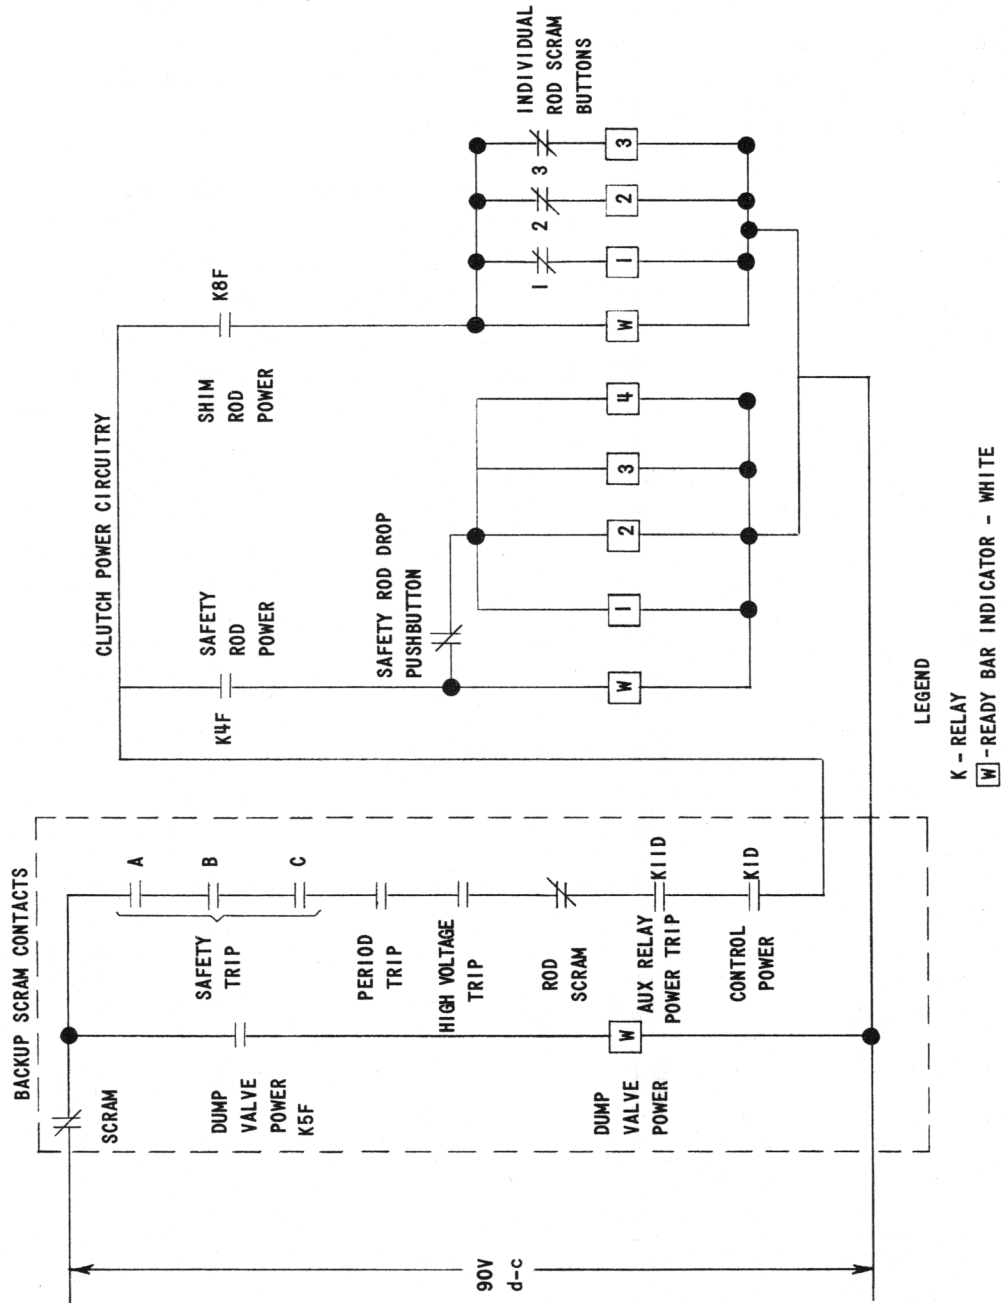 BACKUP SCRAM CONTACTS
90V
d-c
SCRAM
DUMP
VALVE
POWER
K5F
DUMP
VALVE
POWER
W
SAFETY
TRIP
A
B
C
PERIOD
TRIP
HIGH VOLTAGE
TRIP
ROD
SCRAM
AUX RELAY
POWER TRIP
K11D
CONTROL
POWER
K1D
CLUTCH POWER CIRCUITRY
K4F
SAFETY
ROD
POWER
SAFETY ROD DROP
PUSHBUTTON
W
1
2
3
4
SHIM
ROD
POWER
K8F
W
1
2
3
1
2
3
INDIVIDUAL
ROD SCRAM
BUTTONS
LEGEND
K - RELAY
W - READY BAR INDICATOR - WHITE